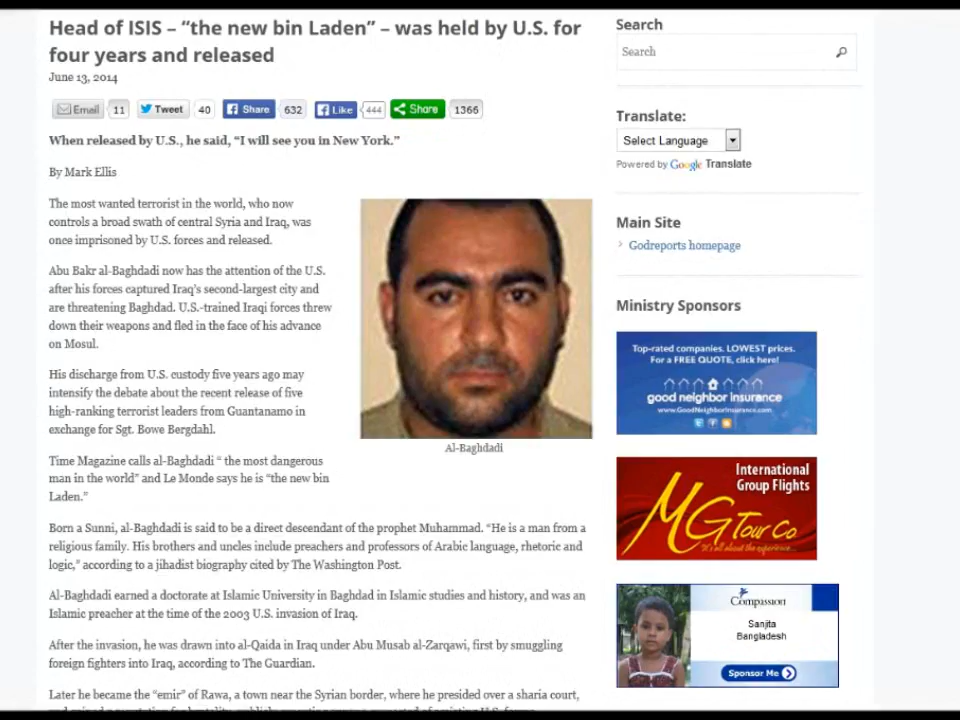 Head of ISIS – “the new bin Laden” – was held by U.S. for
four years and released
June 13, 2014
Email 11 Tweet 40 Share 632 Like 444 Share 1366
When released by U.S., he said, “I will see you in New York.”
By Mark Ellis
The most wanted terrorist in the world, who now
controls a broad swath of central Syria and Iraq, was
once imprisoned by U.S. forces and released.
Abu Bakr al-Baghdadi now has the attention of the U.S.
after his forces captured Iraq’s second-largest city and
are threatening Baghdad. U.S.-trained Iraqi forces threw
down their weapons and fled in the face of his advance
on Mosul.
His discharge from U.S. custody five years ago may
intensify the debate about the recent release of five
high-ranking terrorist leaders from Guantanamo in
exchange for Sgt. Bowe Bergdahl.
Al-Baghdadi
Time Magazine calls al-Baghdadi “ the most dangerous
man in the world” and Le Monde says he is “the new bin
Laden.”
Born a Sunni, al-Baghdadi is said to be a direct descendant of the prophet Muhammad. “He is a man from a
religious family. His brothers and uncles include preachers and professors of Arabic language, rhetoric and
logic,” according to a jihadist biography cited by The Washington Post.
Al-Baghdadi earned a doctorate at Islamic University in Baghdad in Islamic studies and history, and was an
Islamic preacher at the time of the 2003 U.S. invasion of Iraq.
After the invasion, he was drawn into al-Qaida in Iraq under Abu Musab al-Zarqawi, first by smuggling
foreign fighters into Iraq, according to The Guardian.
Later he became the “emir” of Rawa, a town near the Syrian border, where he presided over a sharia court,
Search
Search
Translate:
Select Language
Powered by Google Translate
Main Site
Godreports homepage
Ministry Sponsors
Top-rated companies. LOWEST prices.
For a FREE QUOTE, click here!
good neighbor insurance
www.GoodNeighborInsurance.com
International
Group Flights
MG Tour Co
It's all about the experience...
Compassion
Sanjita
Bangladesh
Sponsor Me